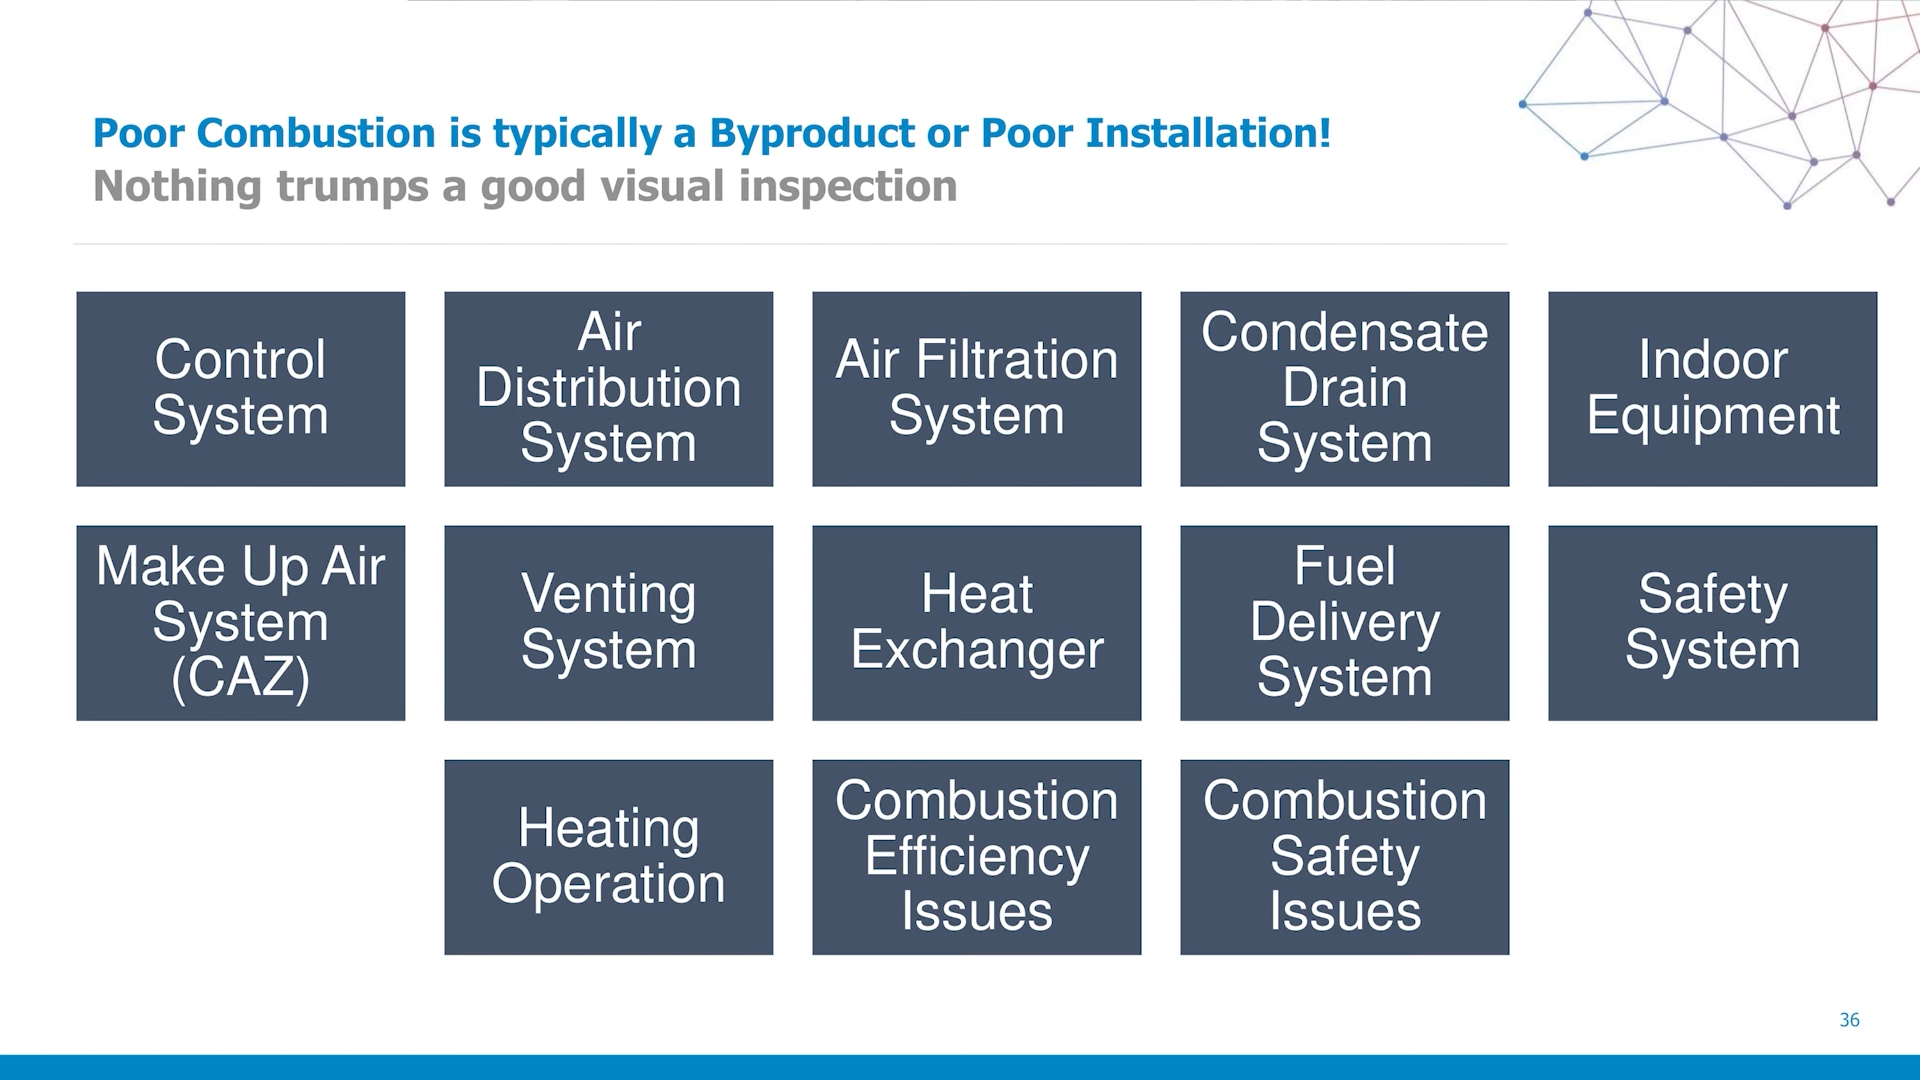 Poor Combustion is typically a Byproduct or Poor Installation!
Nothing trumps a good visual inspection
Control
System
Air
Distribution
System
Air Filtration
System
Condensate
Drain
System
Indoor
Equipment
Make Up Air
System
(CAZ)
Venting
System
Heat
Exchanger
Fuel
Delivery
System
Safety
System
Heating
Operation
Combustion
Efficiency
Issues
Combustion
Safety
Issues
36